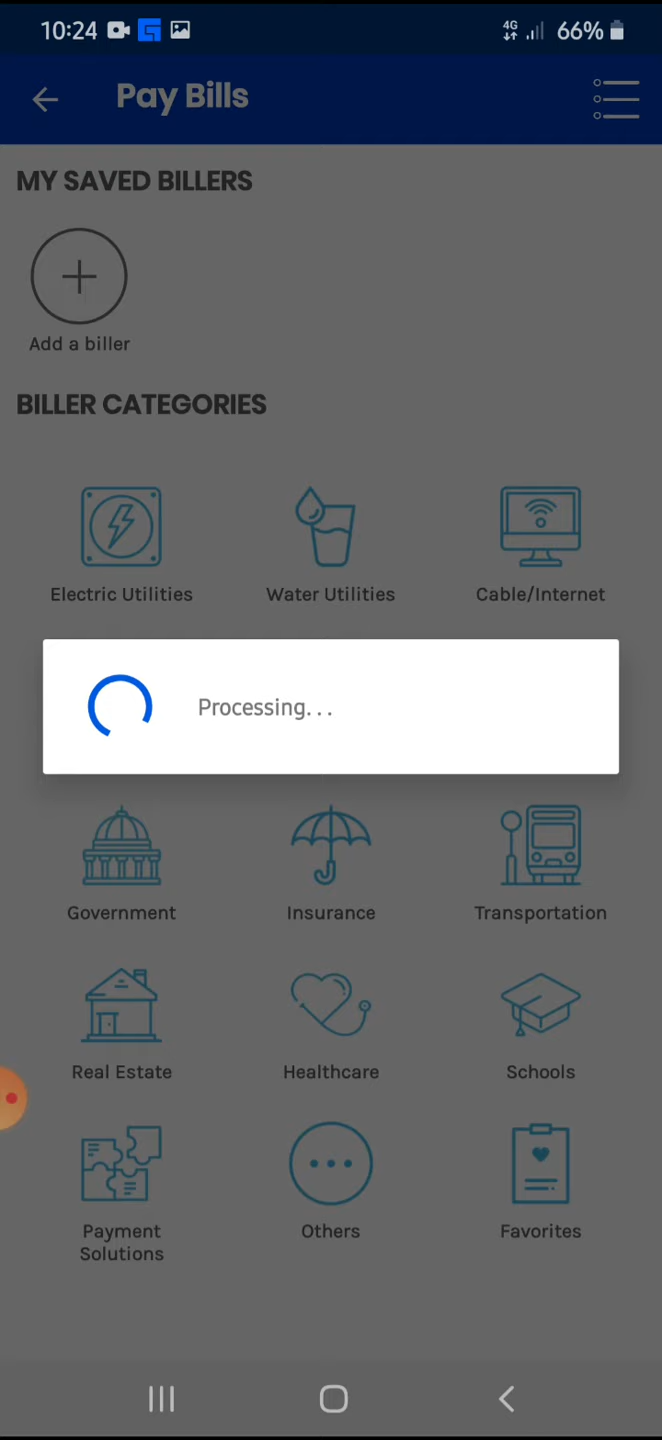 10:24 4G 66%
Pay Bills
MY SAVED BILLERS
Add a biller
BILLER CATEGORIES
Electric Utilities Water Utilities Cable/Internet
Processing...
Government Insurance Transportation
Real Estate Healthcare Schools
Payment
Solutions
Others
Favorites